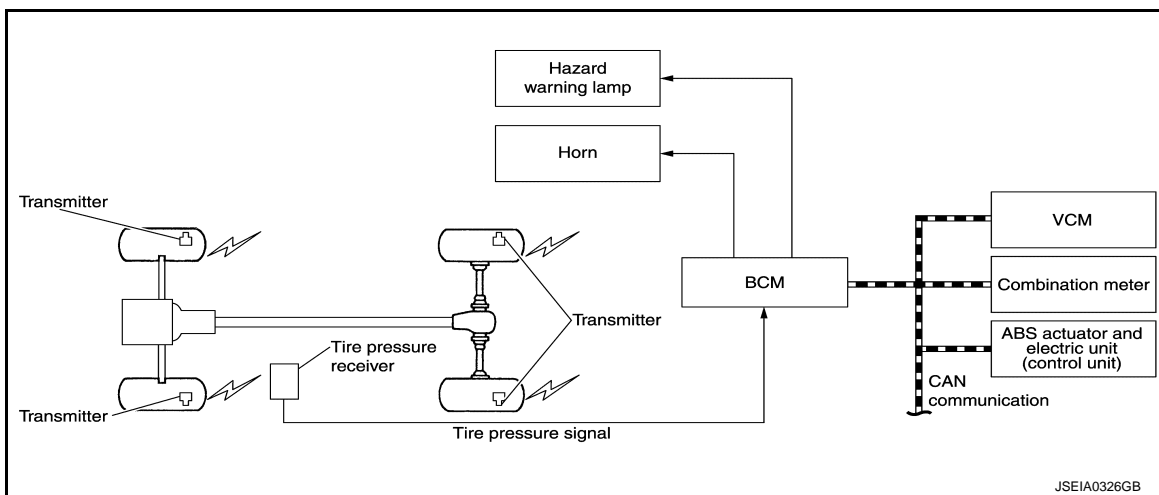 Hazard
warning lamp
Horn
Transmitter
VCM
BCM
Combination meter
Transmitter
Tire pressure
receiver
ABS actuator and
electric unit
(control unit)
Transmitter
CAN
communication
Tire pressure signal
JSEIA0326GB